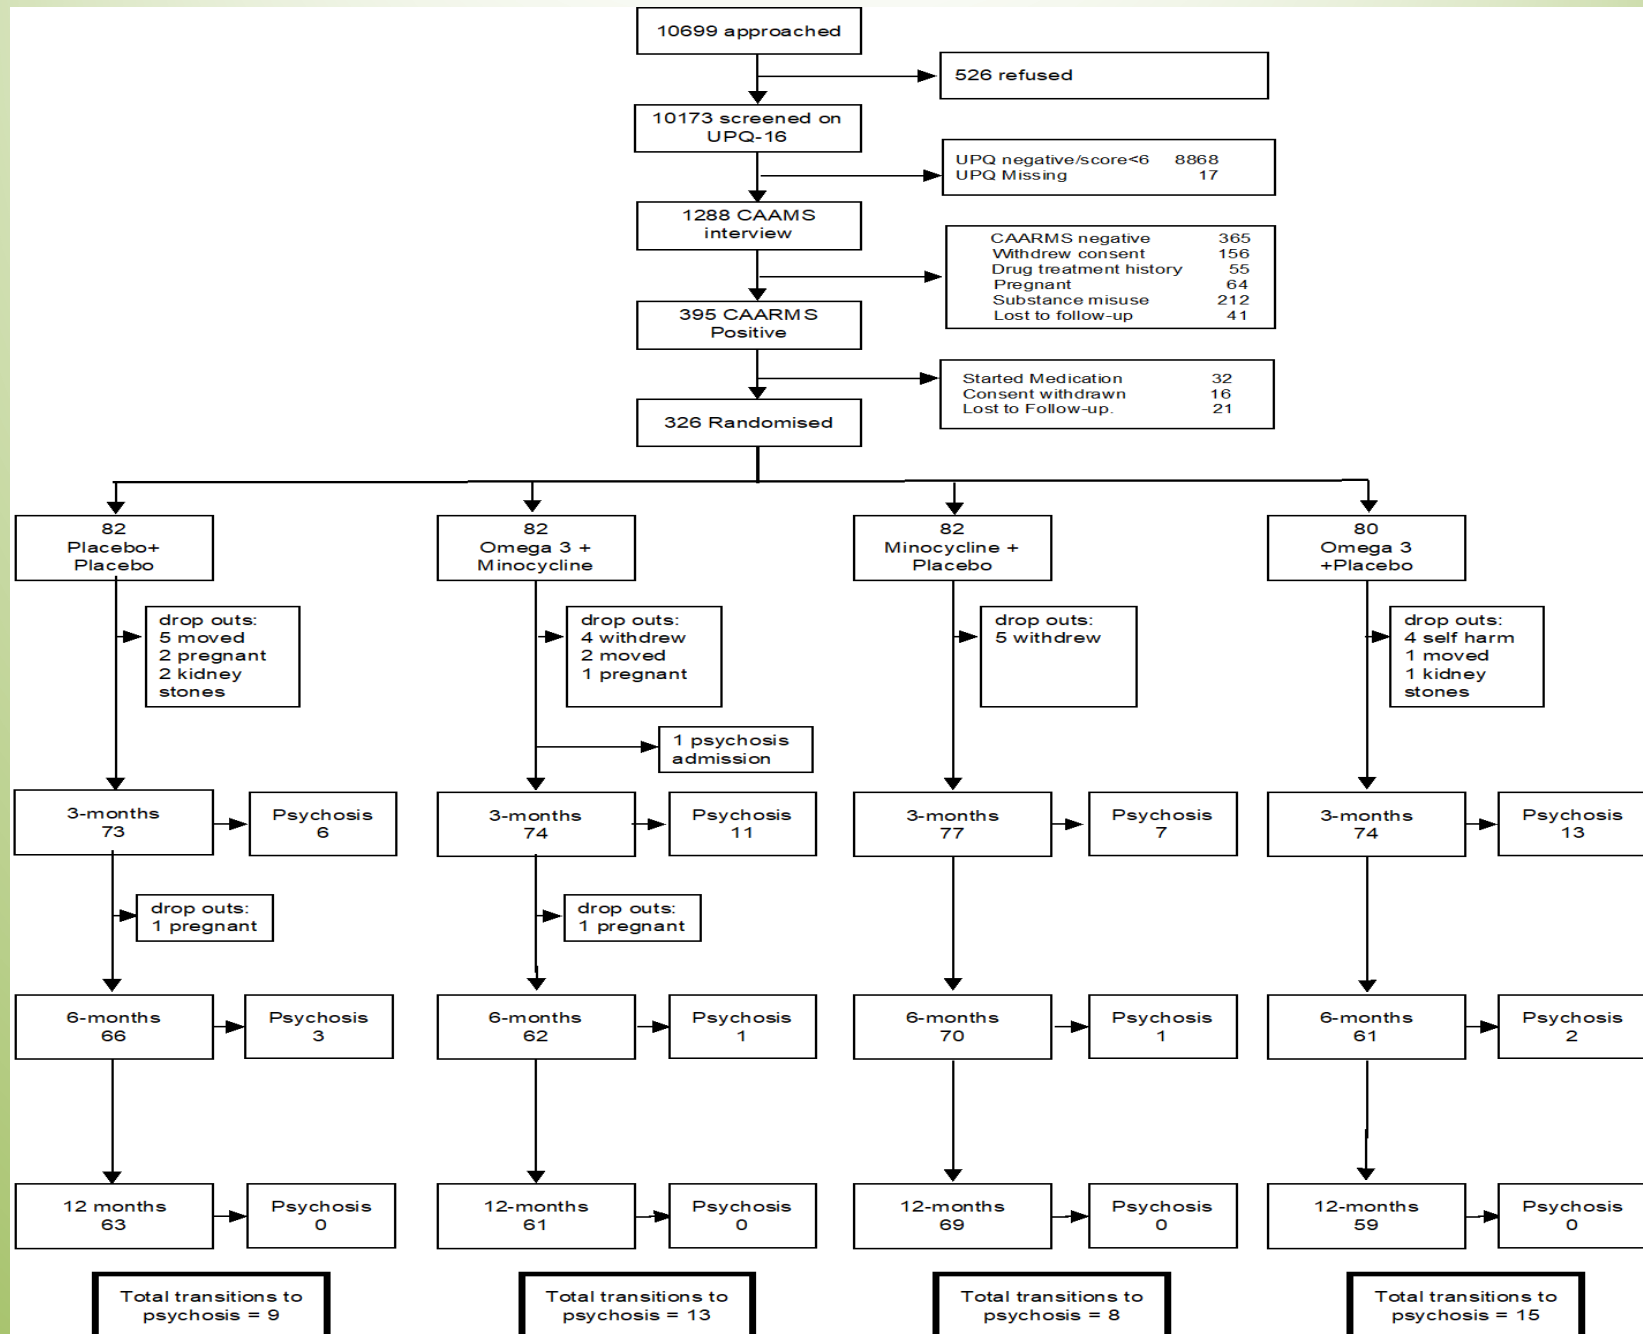 10699 approached
526 refused
10173 screened on
UPQ-16
UPQ negative/score<6 8868
UPQ Missing 17
1288 CAAMS
interview
CAARMS negative 365
Withdrew consent 156
Drug treatment history 55
Pregnant 64
Substance misuse 212
Lost to follow-up 41
395 CAARMS
Positive
Started Medication 32
Consent withdrawn 16
Lost to Follow-up. 21
326 Randomised
82
Placebo+
Placebo
82
Omega 3 +
Minocycline
82
Minocycline +
Placebo
80
Omega 3
+Placebo
drop outs:
5 moved
2 pregnant
2 kidney
stones
drop outs:
4 withdrew
2 moved
1 pregnant
drop outs:
5 withdrew
drop outs:
4 self harm
1 moved
1 kidney
stones
1 psychosis
admission
3-months
73
Psychosis
6
3-months
74
Psychosis
11
3-months
77
Psychosis
7
3-months
74
Psychosis
13
drop outs:
1 pregnant
drop outs:
1 pregnant
6-months
66
Psychosis
3
6-months
62
Psychosis
1
6-months
70
Psychosis
1
6-months
61
Psychosis
2
12 months
63
Psychosis
0
12-months
61
Psychosis
0
12-months
69
Psychosis
0
12-months
59
Psychosis
0
Total transitions to
psychosis = 9
Total transitions to
psychosis = 13
Total transitions to
psychosis = 8
Total transitions to
psychosis = 15